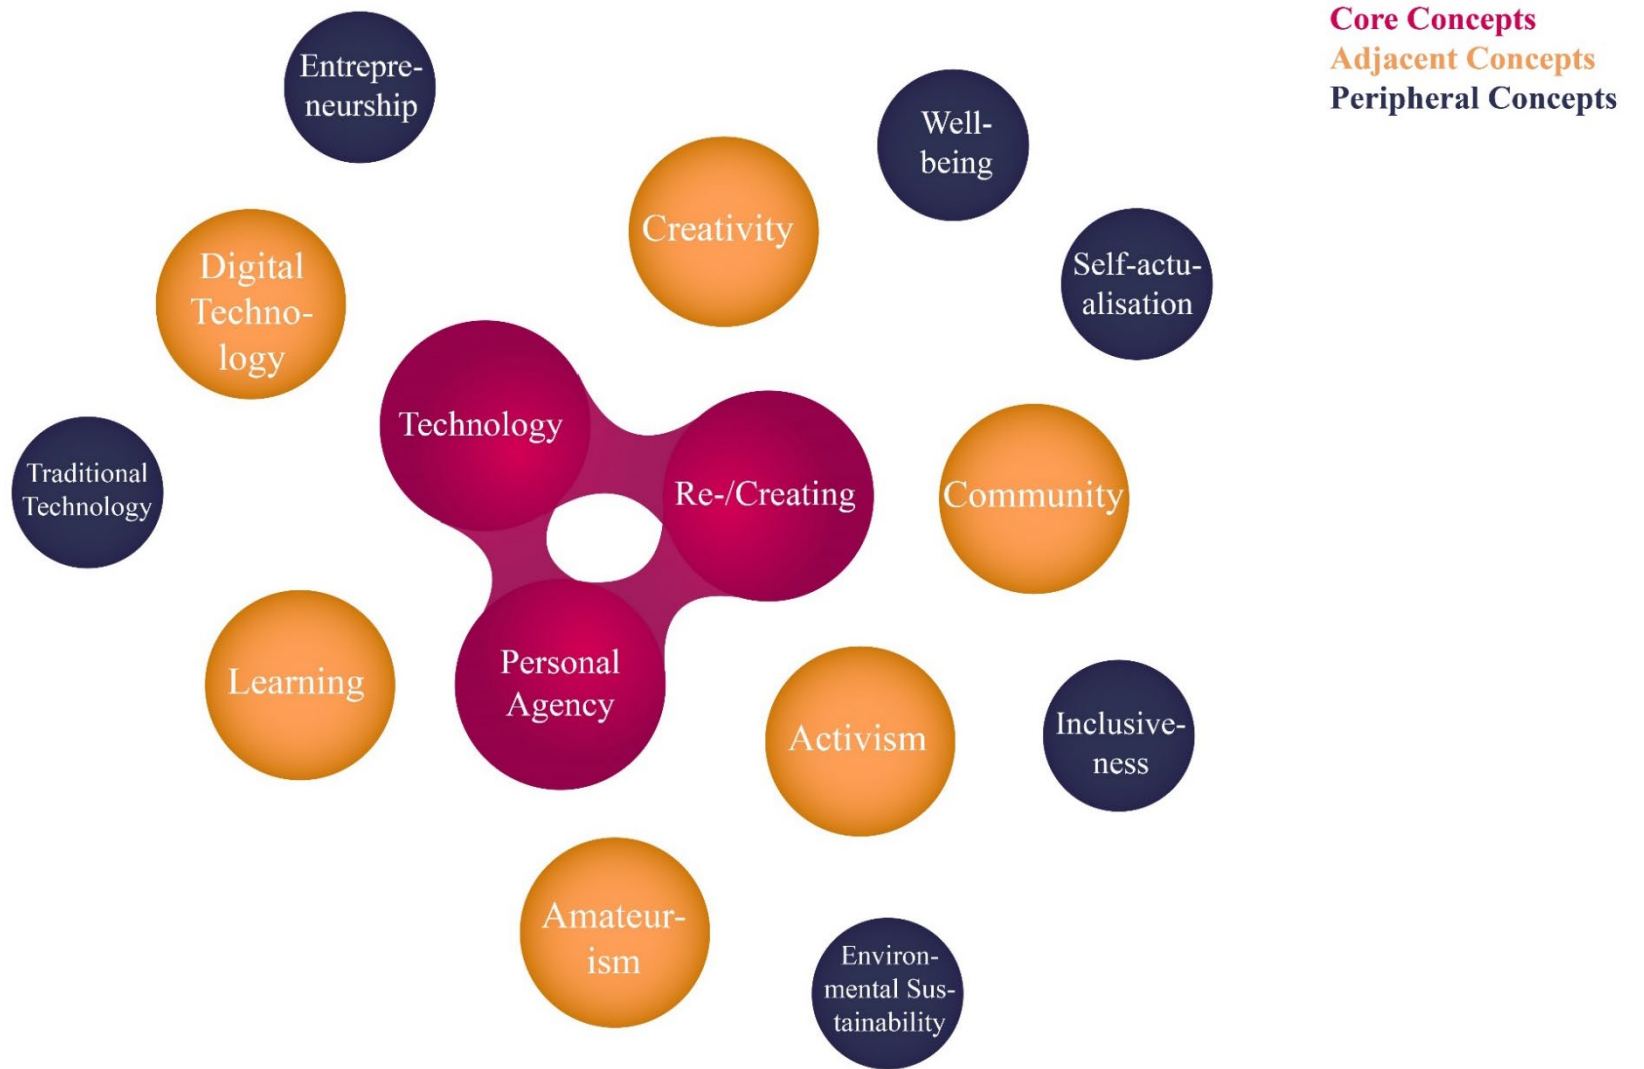 Core Concepts
Adjacent Concepts
Peripheral Concepts
Entrepre-
neurship
Well-
being
Creativity
Self-actu-
alisation
Digital
Techno-
logy
Technology
Re-/Creating
Community
Traditional
Technology
Learning
Personal
Agency
Activism
Inclusive-
ness
Amateur-
ism
Environ-
mental Sus-
tainability